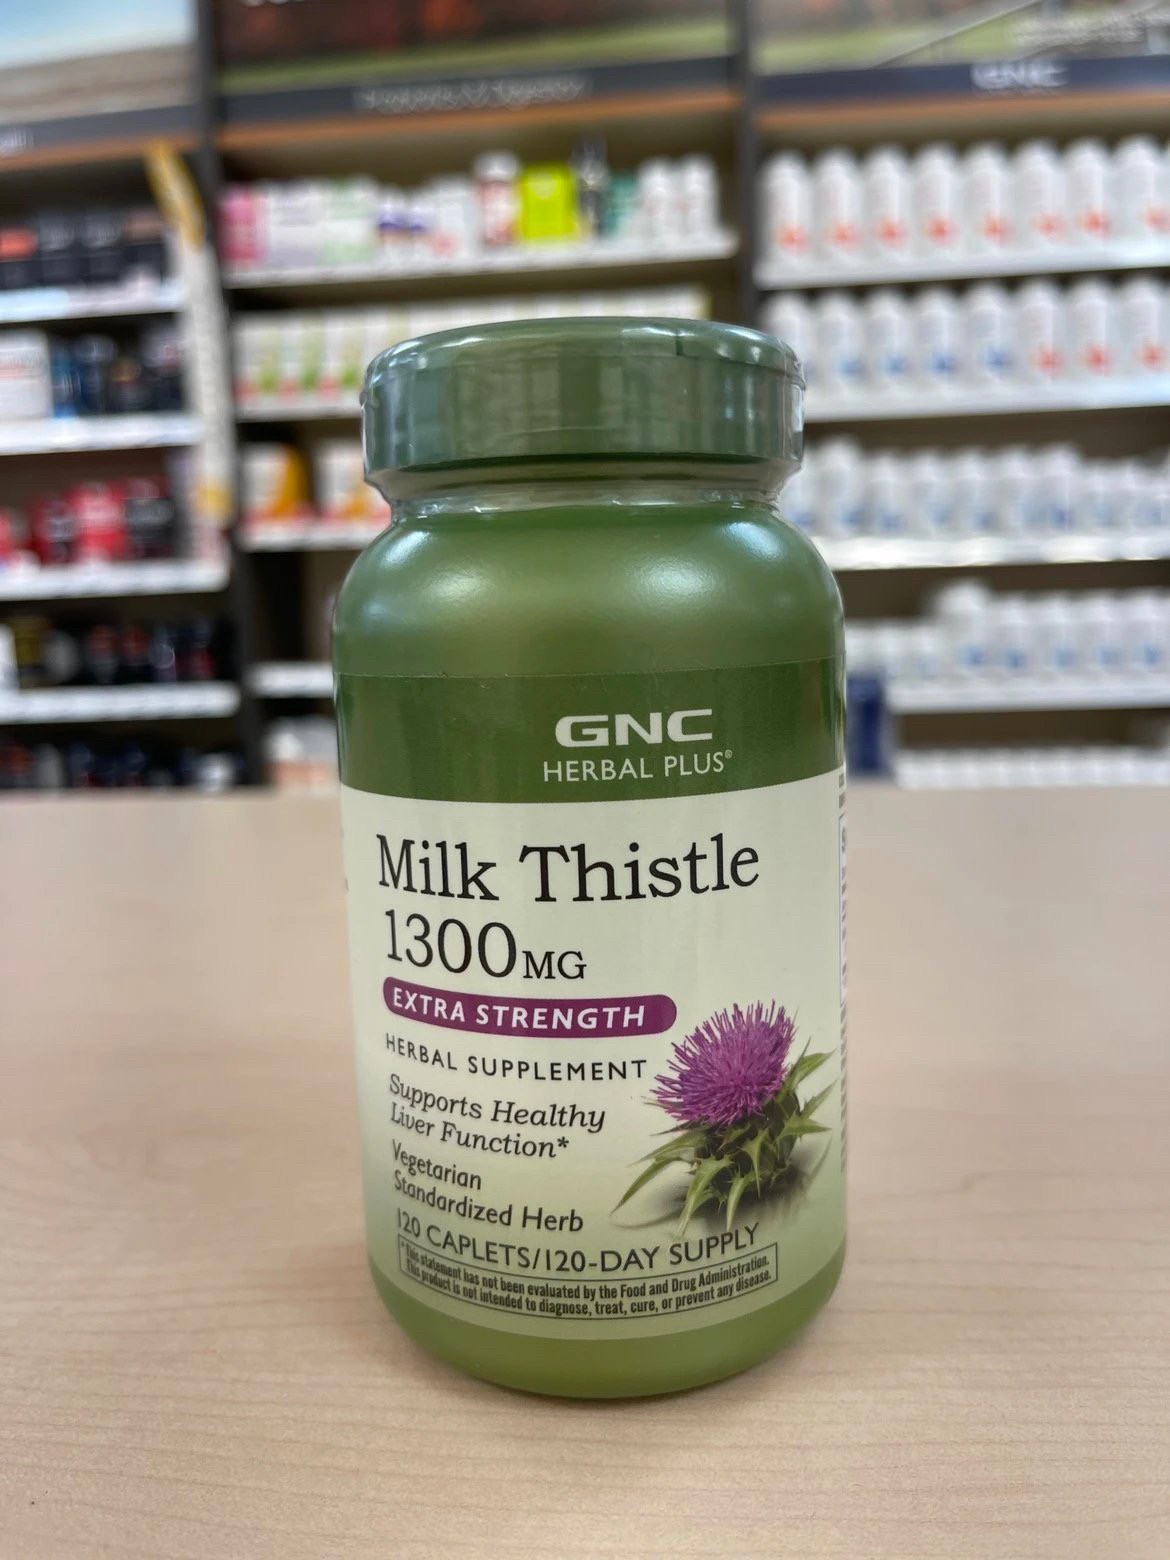 GNC
GNC
HERBAL PLUS®
Milk Thistle
1300MG
EXTRA STRENGTH
HERBAL SUPPLEMENT
Supports Healthy
Liver Function*
Vegetarian
Standardized Herb
120 CAPLETS/120-DAY SUPPLY
*This statement has not been evaluated by the Food and Drug Administration.
This product is not intended to diagnose, treat, cure, or prevent any disease.